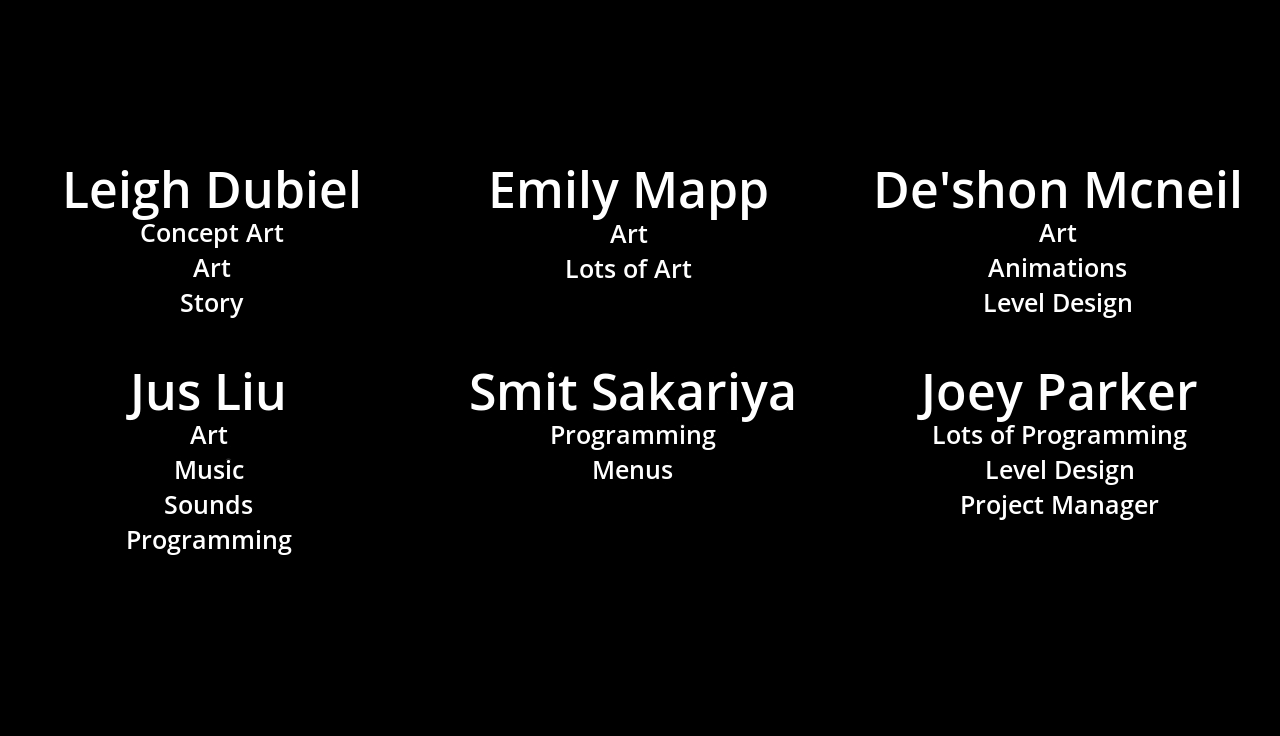 Leigh Dubiel
Concept Art
Art
Story
Emily Mapp
Art
Lots of Art
De'shon Mcneil
Art
Animations
Level Design
Jus Liu
Art
Music
Sounds
Programming
Smit Sakariya
Programming
Menus
Joey Parker
Lots of Programming
Level Design
Project Manager